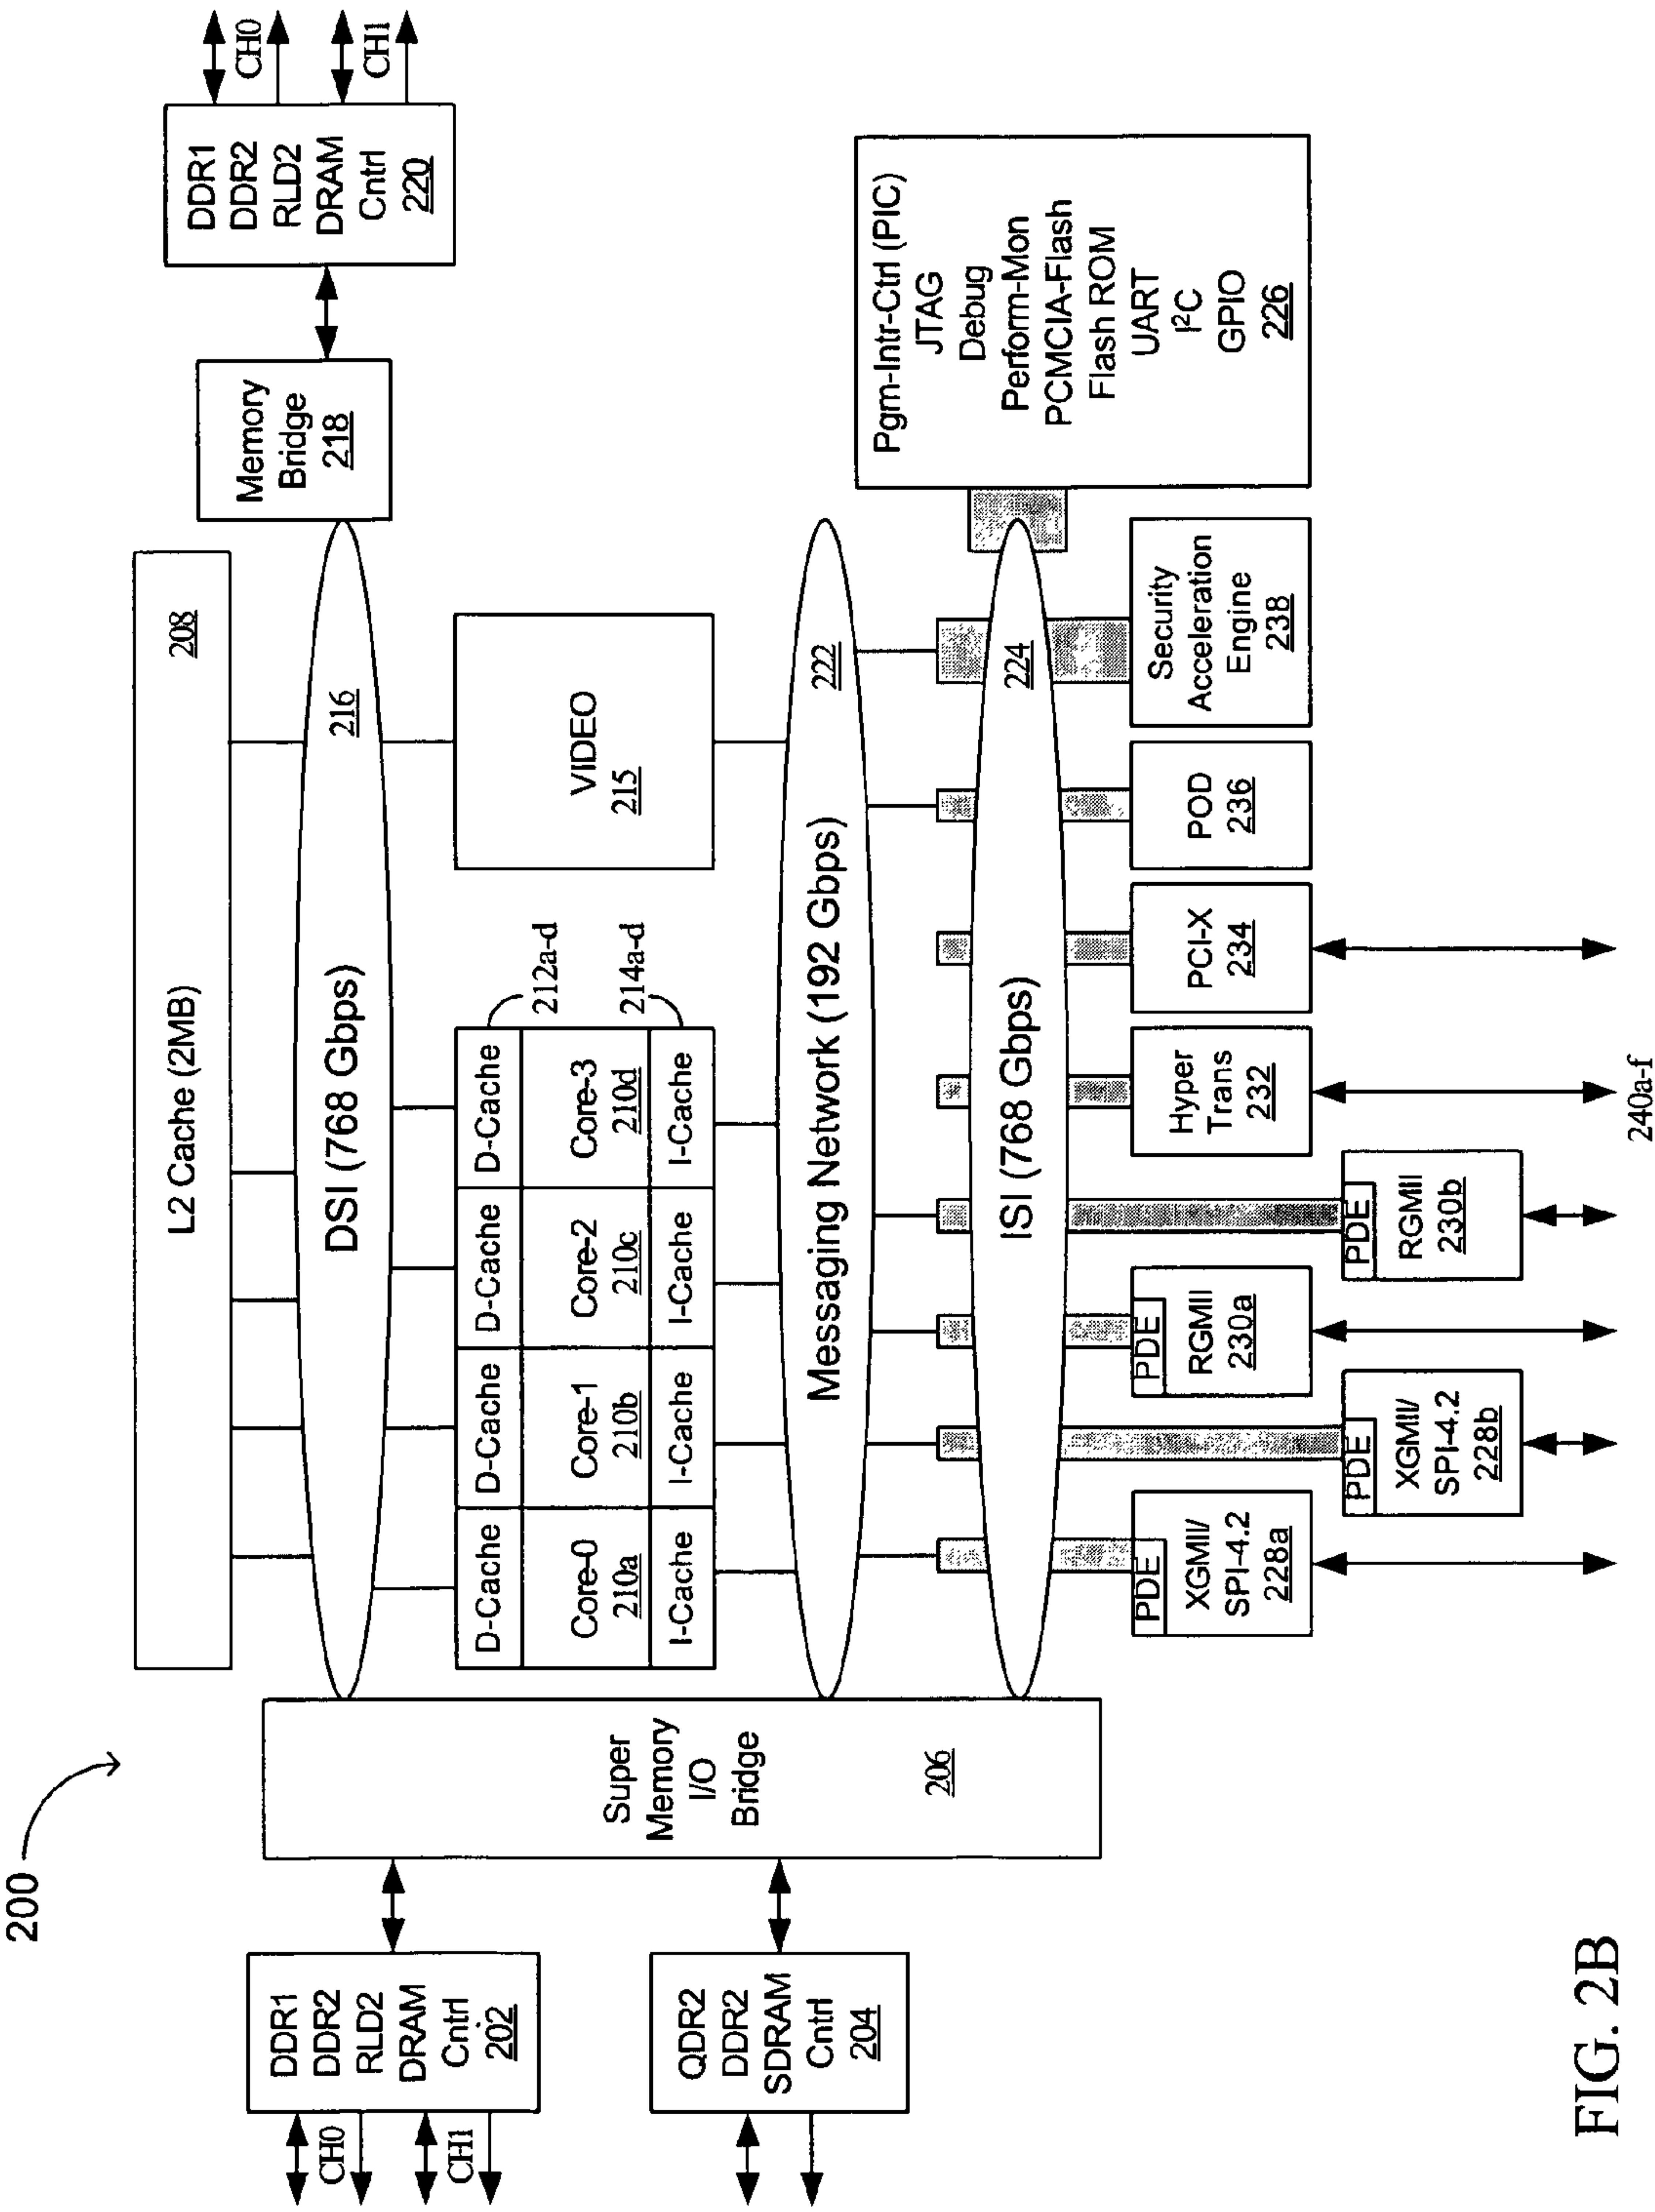 200
L2 Cache (2MB)
208
DDR1
DDR2
RLD2
DRAM
Cntrl
202
CH0
CH1
QDR2
DDR2
SDRAM
Cntrl
204
Super
Memory
I/O
Bridge
206
DSI (768 Gbps)
216
Memory
Bridge
218
DDR1
DDR2
RLD2
DRAM
Cntrl
220
CH0
CH1
D-Cache
D-Cache
D-Cache
D-Cache
212a-d
Core-0
210a
Core-1
210b
Core-2
210c
Core-3
210d
I-Cache
I-Cache
I-Cache
I-Cache
214a-d
VIDEO
215
Messaging Network (192 Gbps)
222
ISI (768 Gbps)
224
Pgm-Intr-Ctrl (PIC)
JTAG
Debug
Perform-Mon
PCMCIA-Flash
Flash ROM
UART
I²C
GPIO
226
PDE
XGMII/
SPI-4.2
228a
PDE
XGMII/
SPI-4.2
228b
PDE
RGMII
230a
PDE
RGMII
230b
Hyper
Trans
232
PCI-X
234
POD
236
Security
Acceleration
Engine
238
240a-f
FIG. 2B